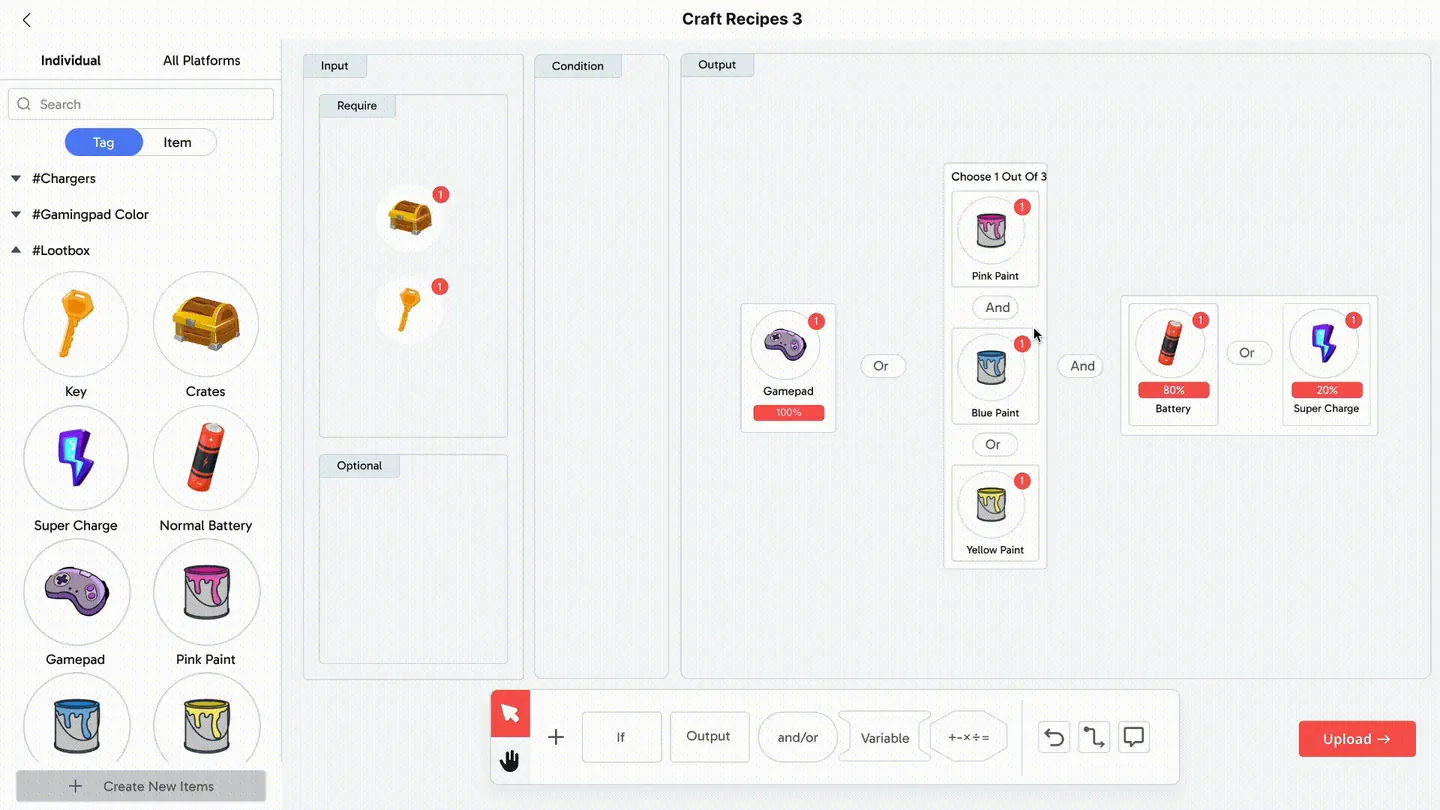 Craft Recipes 3
Individual
All Platforms
Search
Tag
Item
#Chargers
#Gamingpad Color
#Lootbox
Key
Crates
Super Charge
Normal Battery
Gamepad
Pink Paint
Create New Items
Input
Require
1
1
Optional
Condition
Output
1
Gamepad
100%
Or
Choose 1 Out Of 3
1
Pink Paint
And
1
Blue Paint
Or
1
Yellow Paint
And
1
80%
Battery
Or
1
20%
Super Charge
If
Output
and/or
Variable
+-×÷=
Upload →